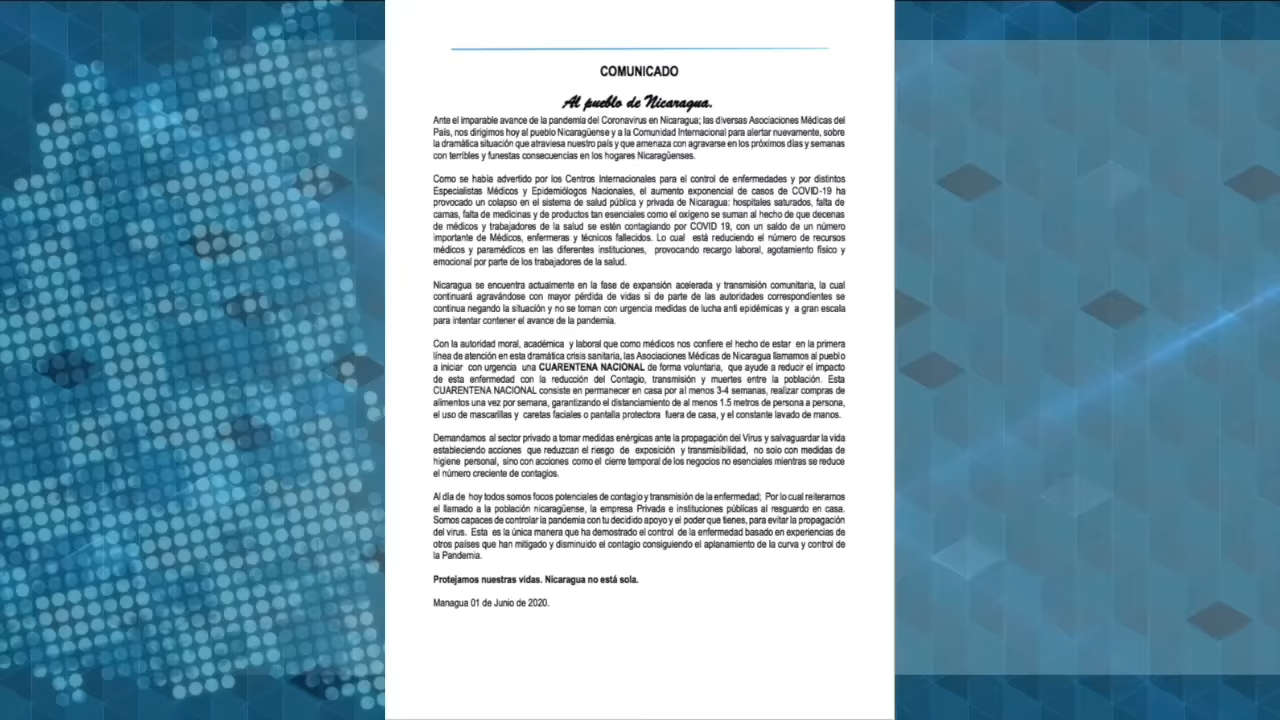 COMUNICADO
Al pueblo de Nicaragua.
Ante el imparable avance de la pandemia del Coronavirus en Nicaragua; las diversas Asociaciones Médicas del
País, nos dirigimos hoy al pueblo Nicaragüense y a la Comunidad Internacional para alertar nuevamente, sobre
la dramática situación que atraviesa nuestro país y que amenaza con agravarse en los próximos días y semanas
con terribles y funestas consecuencias en los hogares Nicaragüenses.
Como se había advertido por los Centros Internacionales para el control de enfermedades y por distintos
Especialistas Médicos y Epidemiólogos Nacionales, el aumento exponencial de casos de COVID-19 ha
provocado un colapso en el sistema de salud pública y privada de Nicaragua: hospitales saturados, falta de
camas, falta de medicinas y de productos tan esenciales como el oxígeno se suman al hecho de que decenas
de médicos y trabajadores de la salud se estén contagiando por COVID 19, con un saldo de un número
importante de Médicos, enfermeras y técnicos fallecidos. Lo cual está reduciendo el número de recursos
médicos y paramédicos en las diferentes instituciones, provocando recargo laboral, agotamiento físico y
emocional por parte de los trabajadores de la salud.
Nicaragua se encuentra actualmente en la fase de expansión acelerada y transmisión comunitaria, la cual
continuará agravándose con mayor pérdida de vidas si de parte de las autoridades correspondientes se
continua negando la situación y no se toman con urgencia medidas de lucha anti epidémicas y a gran escala
para intentar contener el avance de la pandemia.
Con la autoridad moral, académica y laboral que como médicos nos confiere el hecho de estar en la primera
línea de atención en esta dramática crisis sanitaria, las Asociaciones Médicas de Nicaragua llamamos al pueblo
a iniciar con urgencia una CUARENTENA NACIONAL de forma voluntaria, que ayude a reducir el impacto
de esta enfermedad con la reducción del Contagio, transmisión y muertes entre la población. Esta
CUARENTENA NACIONAL consiste en permanecer en casa por al menos 3-4 semanas, realizar compras de
alimentos una vez por semana, garantizando el distanciamiento de al menos 1.5 metros de persona a persona,
el uso de mascarillas y caretas faciales o pantalla protectora fuera de casa, y el constante lavado de manos.
Demandamos al sector privado a tomar medidas enérgicas ante la propagación del Virus y salvaguardar la vida
estableciendo acciones que reduzcan el riesgo de exposición y transmisibilidad, no solo con medidas de
higiene personal, sino con acciones como el cierre temporal de los negocios no esenciales mientras se reduce
el número creciente de contagios.
Al día de hoy todos somos focos potenciales de contagio y transmisión de la enfermedad; Por lo cual reiteramos
el llamado a la población nicaragüense, la empresa Privada e instituciones públicas al resguardo en casa.
Somos capaces de controlar la pandemia con tu decidido apoyo y el poder que tienes, para evitar la propagación
del virus. Esta es la única manera que ha demostrado el control de la enfermedad basado en experiencias de
otros países que han mitigado y disminuido el contagio consiguiendo el aplanamiento de la curva y control de
la Pandemia.
Protejamos nuestras vidas. Nicaragua no está sola.
Managua 01 de Junio de 2020.